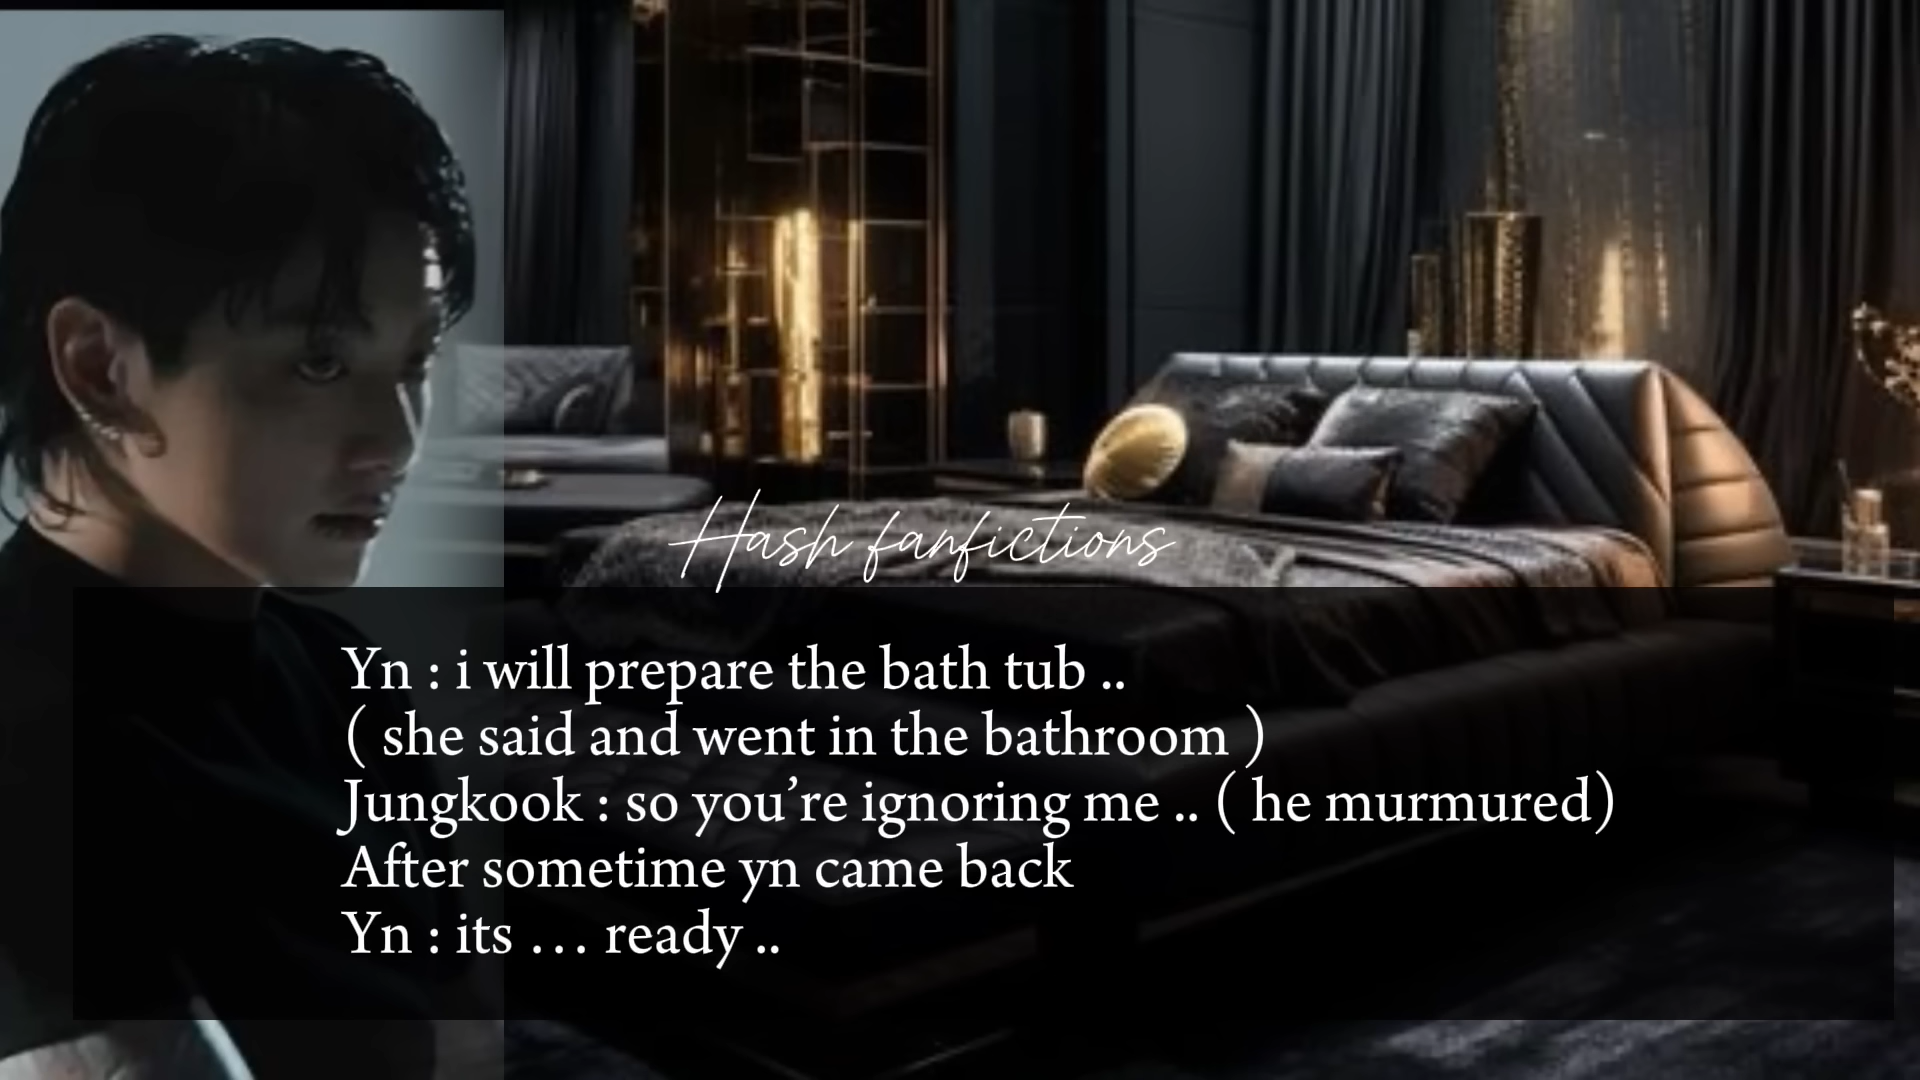 Hash fanfictions
Yn : i will prepare the bath tub ..
( she said and went in the bathroom )
Jungkook : so you’re ignoring me .. ( he murmured)
After sometime yn came back
Yn : its … ready ..